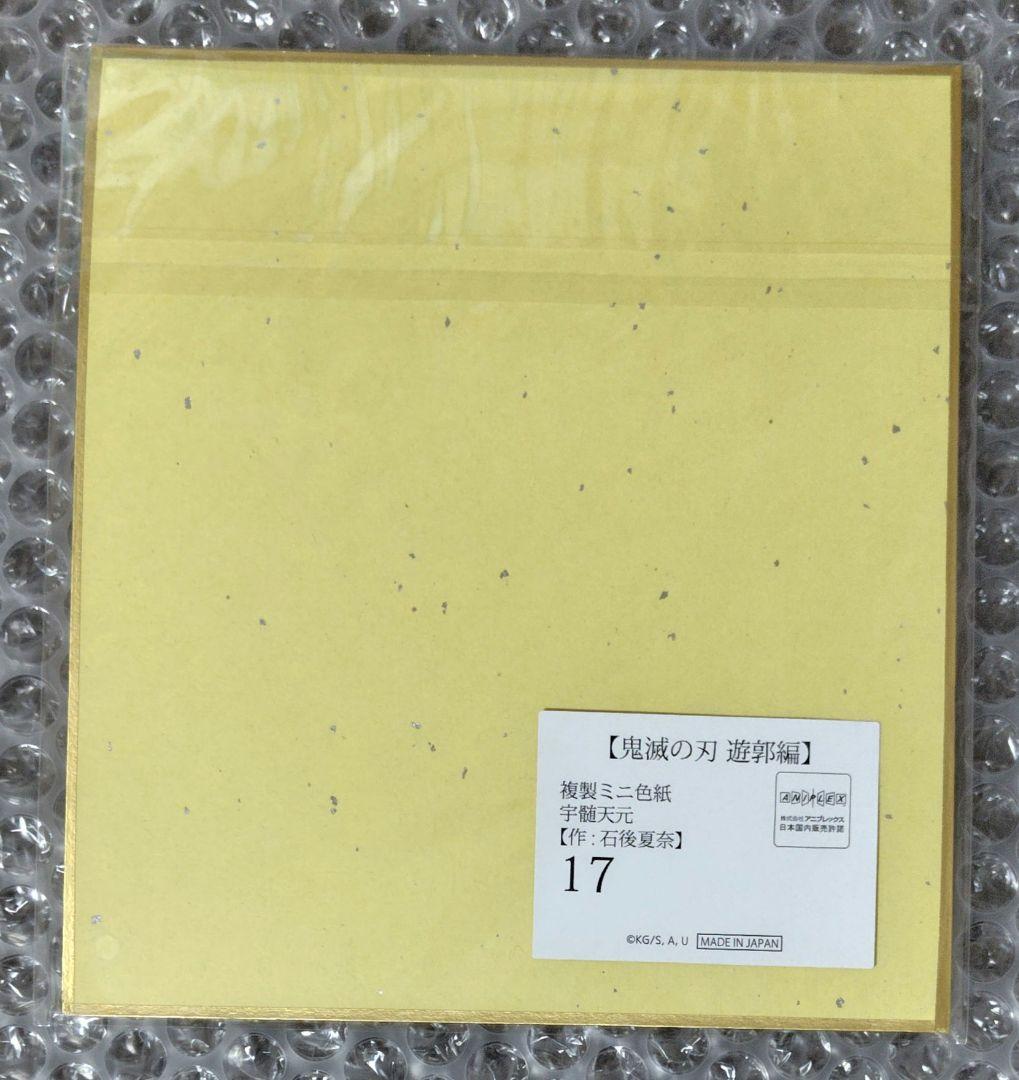 【鬼滅の刃 遊郭編】
複製ミニ色紙
宇髄天元
【作 : 石後夏奈】
17
ANIPLEX
株式会社アニプレックス
日本国内販売許諾
©KG/S, A, U MADE IN JAPAN